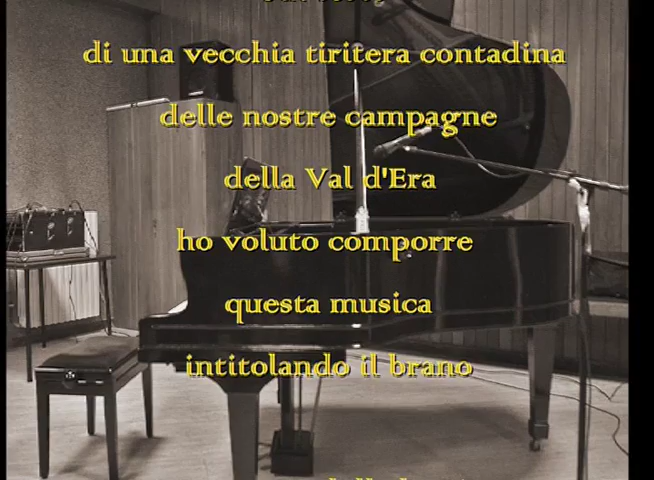 di una vecchia tiritera contadina
delle nostre campagne
della Val d'Era
ho voluto comporre
questa musica
intitolando il brano